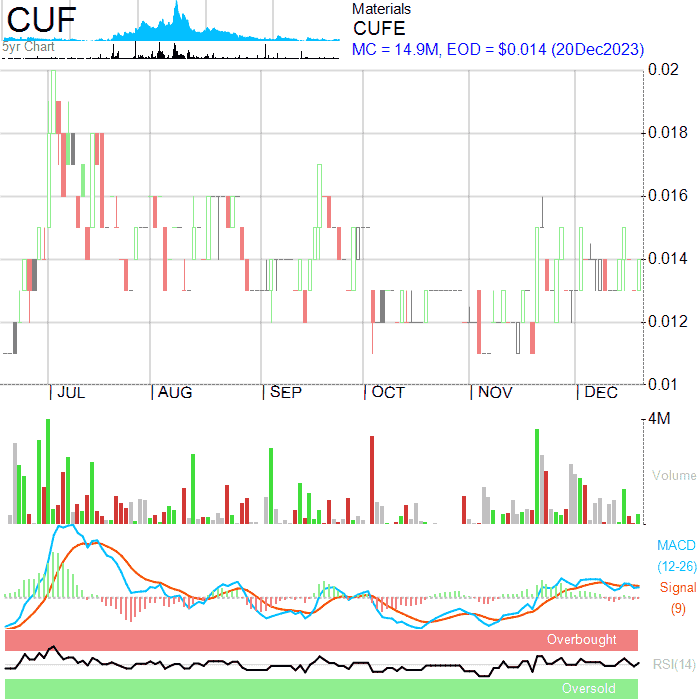 CUF
5yr Chart
Materials
CUFE
MC = 14.9M, EOD = $0.014 (20Dec2023)
0.02
0.018
0.016
0.014
0.012
0.01
JUL AUG SEP OCT NOV DEC
4M
Volume
MACD
(12-26)
Signal
(9)
Overbought
RSI(14)
Oversold